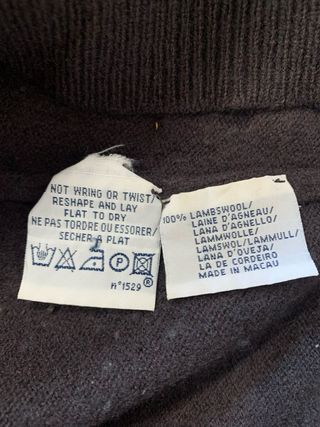 NOT WRING OR TWIST/
RESHAPE AND LAY
FLAT TO DRY
NE PAS TORDRE OU ESSORER/
SECHER A PLAT
P
n°1529 ®
100% LAMBSWOOL/
LAINE D'AGNEAU/
LANA D'AGNELLO/
LAMMWOLLE/
LAMSWOL/LAMMULL/
LANA D'OVEJA/
LA DE CORDEIRO
MADE IN MACAU